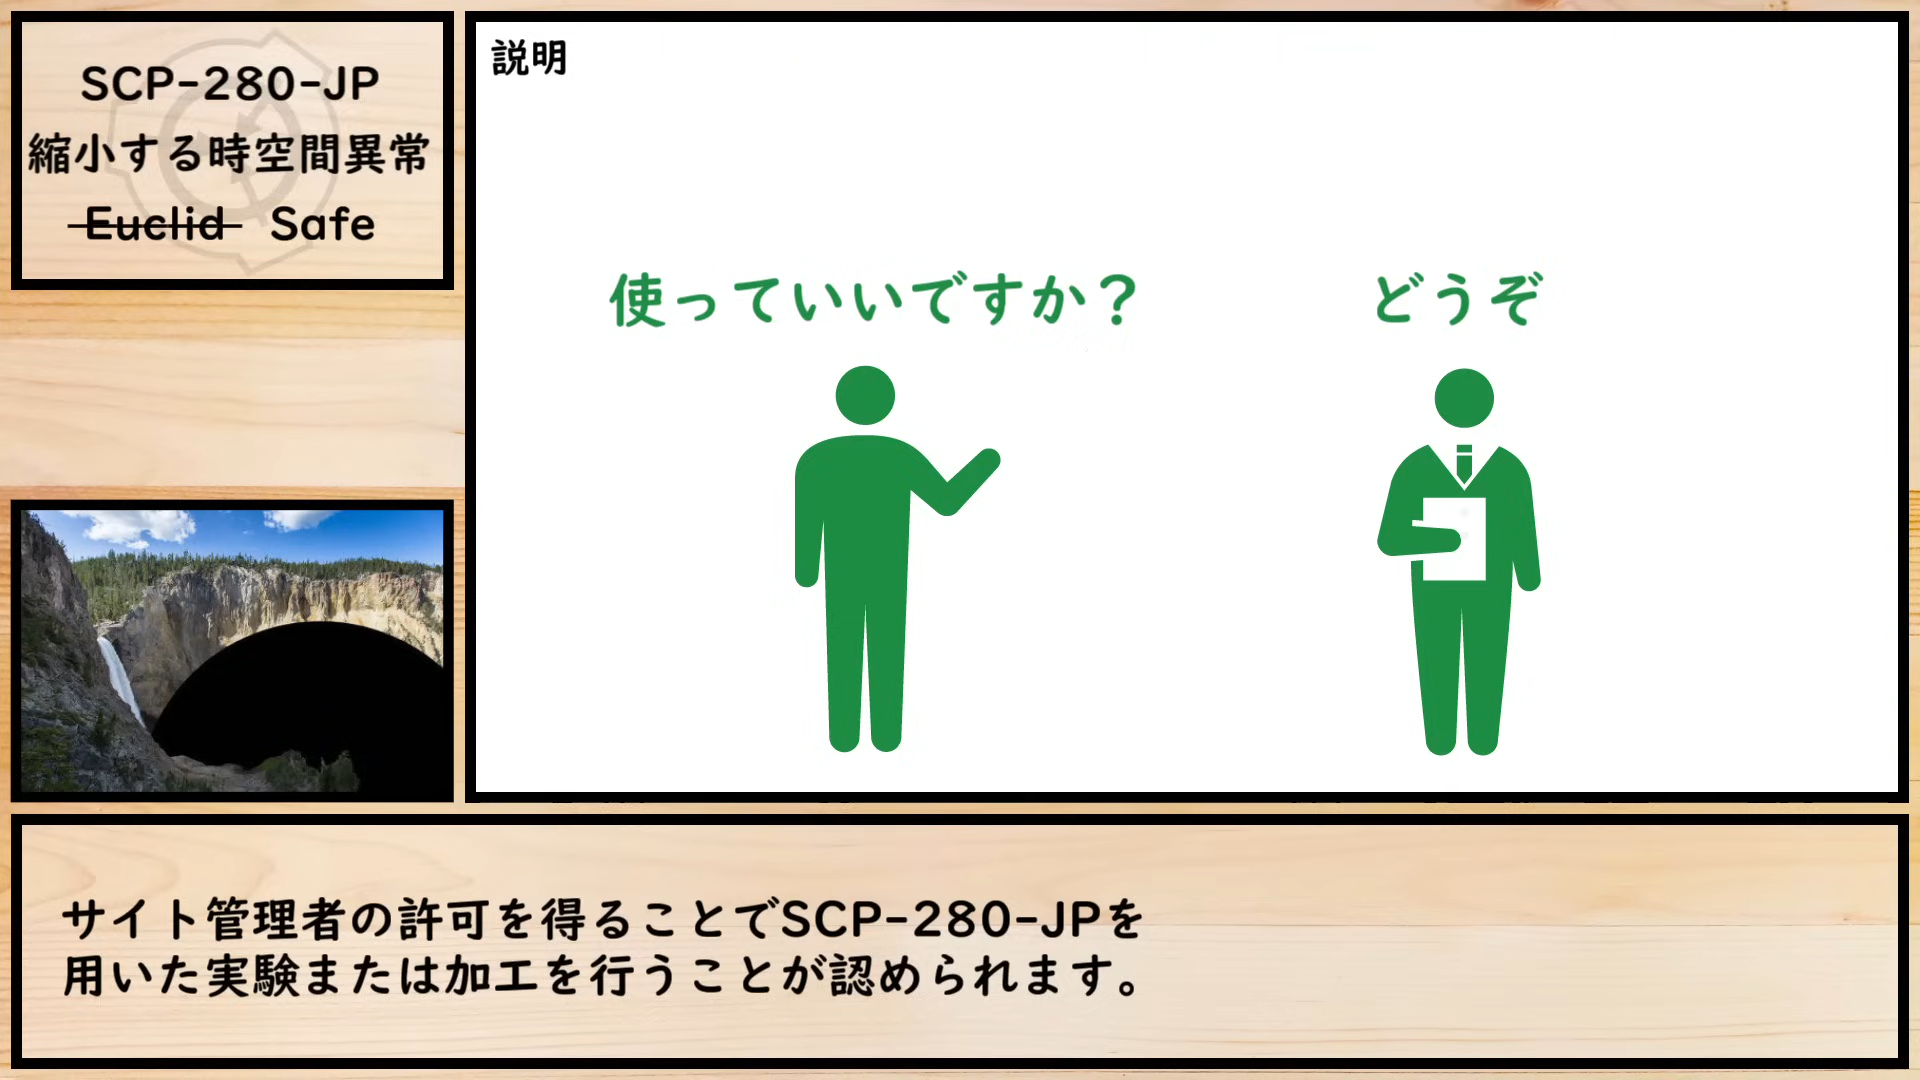 SCP-280-JP
縮小する時空間異常
Euclid Safe
説明
使っていいですか？
どうぞ
サイト管理者の許可を得ることでSCP-280-JPを
用いた実験または加工を行うことが認められます。